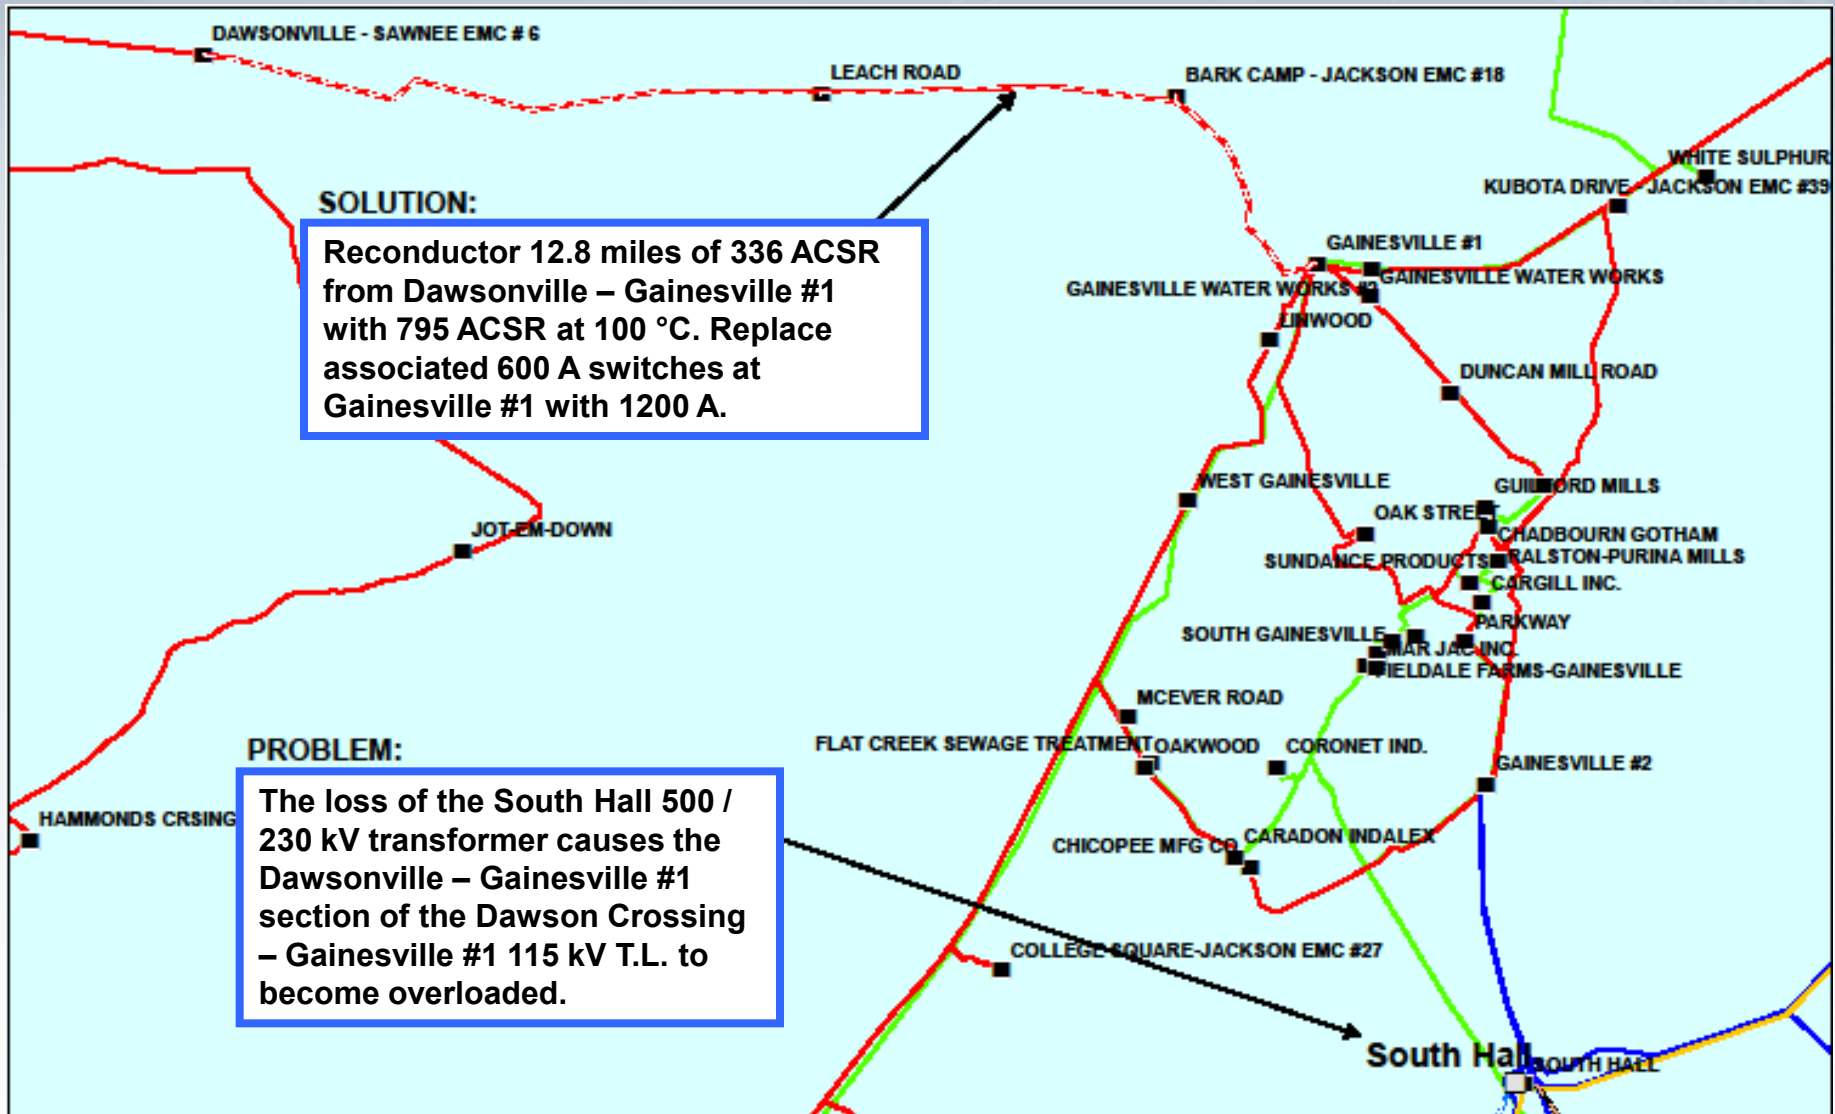 DAWSONVILLE - SAWNEE EMC # 6
LEACH ROAD
BARK CAMP - JACKSON EMC #18
WHITE SULPHUR
KUBOTA DRIVE - JACKSON EMC #39
SOLUTION:
Reconductor 12.8 miles of 336 ACSR
from Dawsonville – Gainesville #1
with 795 ACSR at 100 °C. Replace
associated 600 A switches at
Gainesville #1 with 1200 A.
GAINESVILLE #1
GAINESVILLE WATER WORKS
GAINESVILLE WATER WORKS #2
LINWOOD
DUNCAN MILL ROAD
WEST GAINESVILLE
GUILFORD MILLS
OAK STREET
CHADBOURN GOTHAM
JOT-EM-DOWN
SUNDANCE PRODUCTS
RALSTON-PURINA MILLS
CARGILL INC.
PARKWAY
SOUTH GAINESVILLE
MAR JAC INC.
FIELDALE FARMS-GAINESVILLE
MCEVER ROAD
FLAT CREEK SEWAGE TREATMENT
OAKWOOD
CORONET IND.
GAINESVILLE #2
PROBLEM:
The loss of the South Hall 500 /
230 kV transformer causes the
Dawsonville – Gainesville #1
section of the Dawson Crossing
– Gainesville #1 115 kV T.L. to
become overloaded.
HAMMONDS CRSING
CHICOPEE MFG CO
CARADON INDALEX
COLLEGE SQUARE-JACKSON EMC #27
South Hall
SOUTH HALL